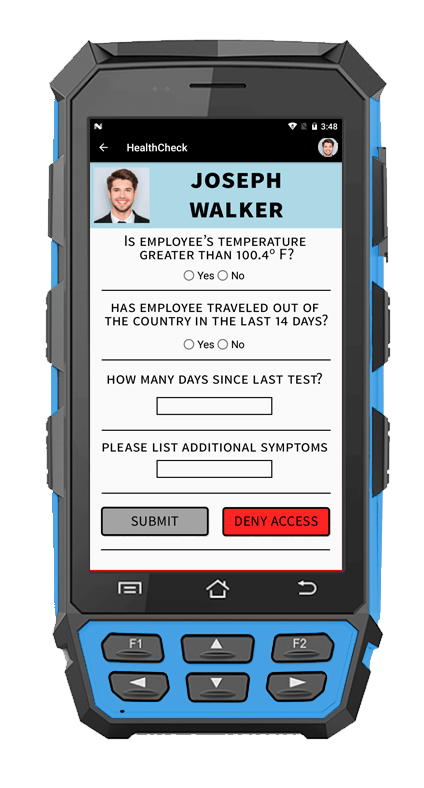 3:48
HealthCheck
JOSEPH
WALKER
IS EMPLOYEE'S TEMPERATURE
GREATER THAN 100.4° F?
Yes No
HAS EMPLOYEE TRAVELED OUT OF
THE COUNTRY IN THE LAST 14 DAYS?
Yes No
HOW MANY DAYS SINCE LAST TEST?
PLEASE LIST ADDITIONAL SYMPTOMS
SUBMIT DENY ACCESS
F1 F2